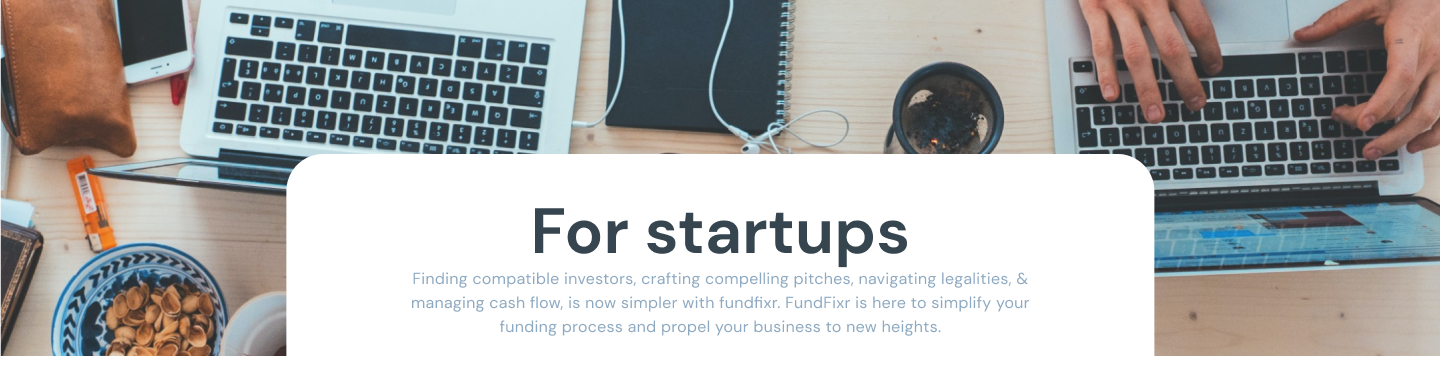 For startups
Finding compatible investors, crafting compelling pitches, navigating legalities, &
managing cash flow, is now simpler with fundfixr. FundFixr is here to simplify your
funding process and propel your business to new heights.